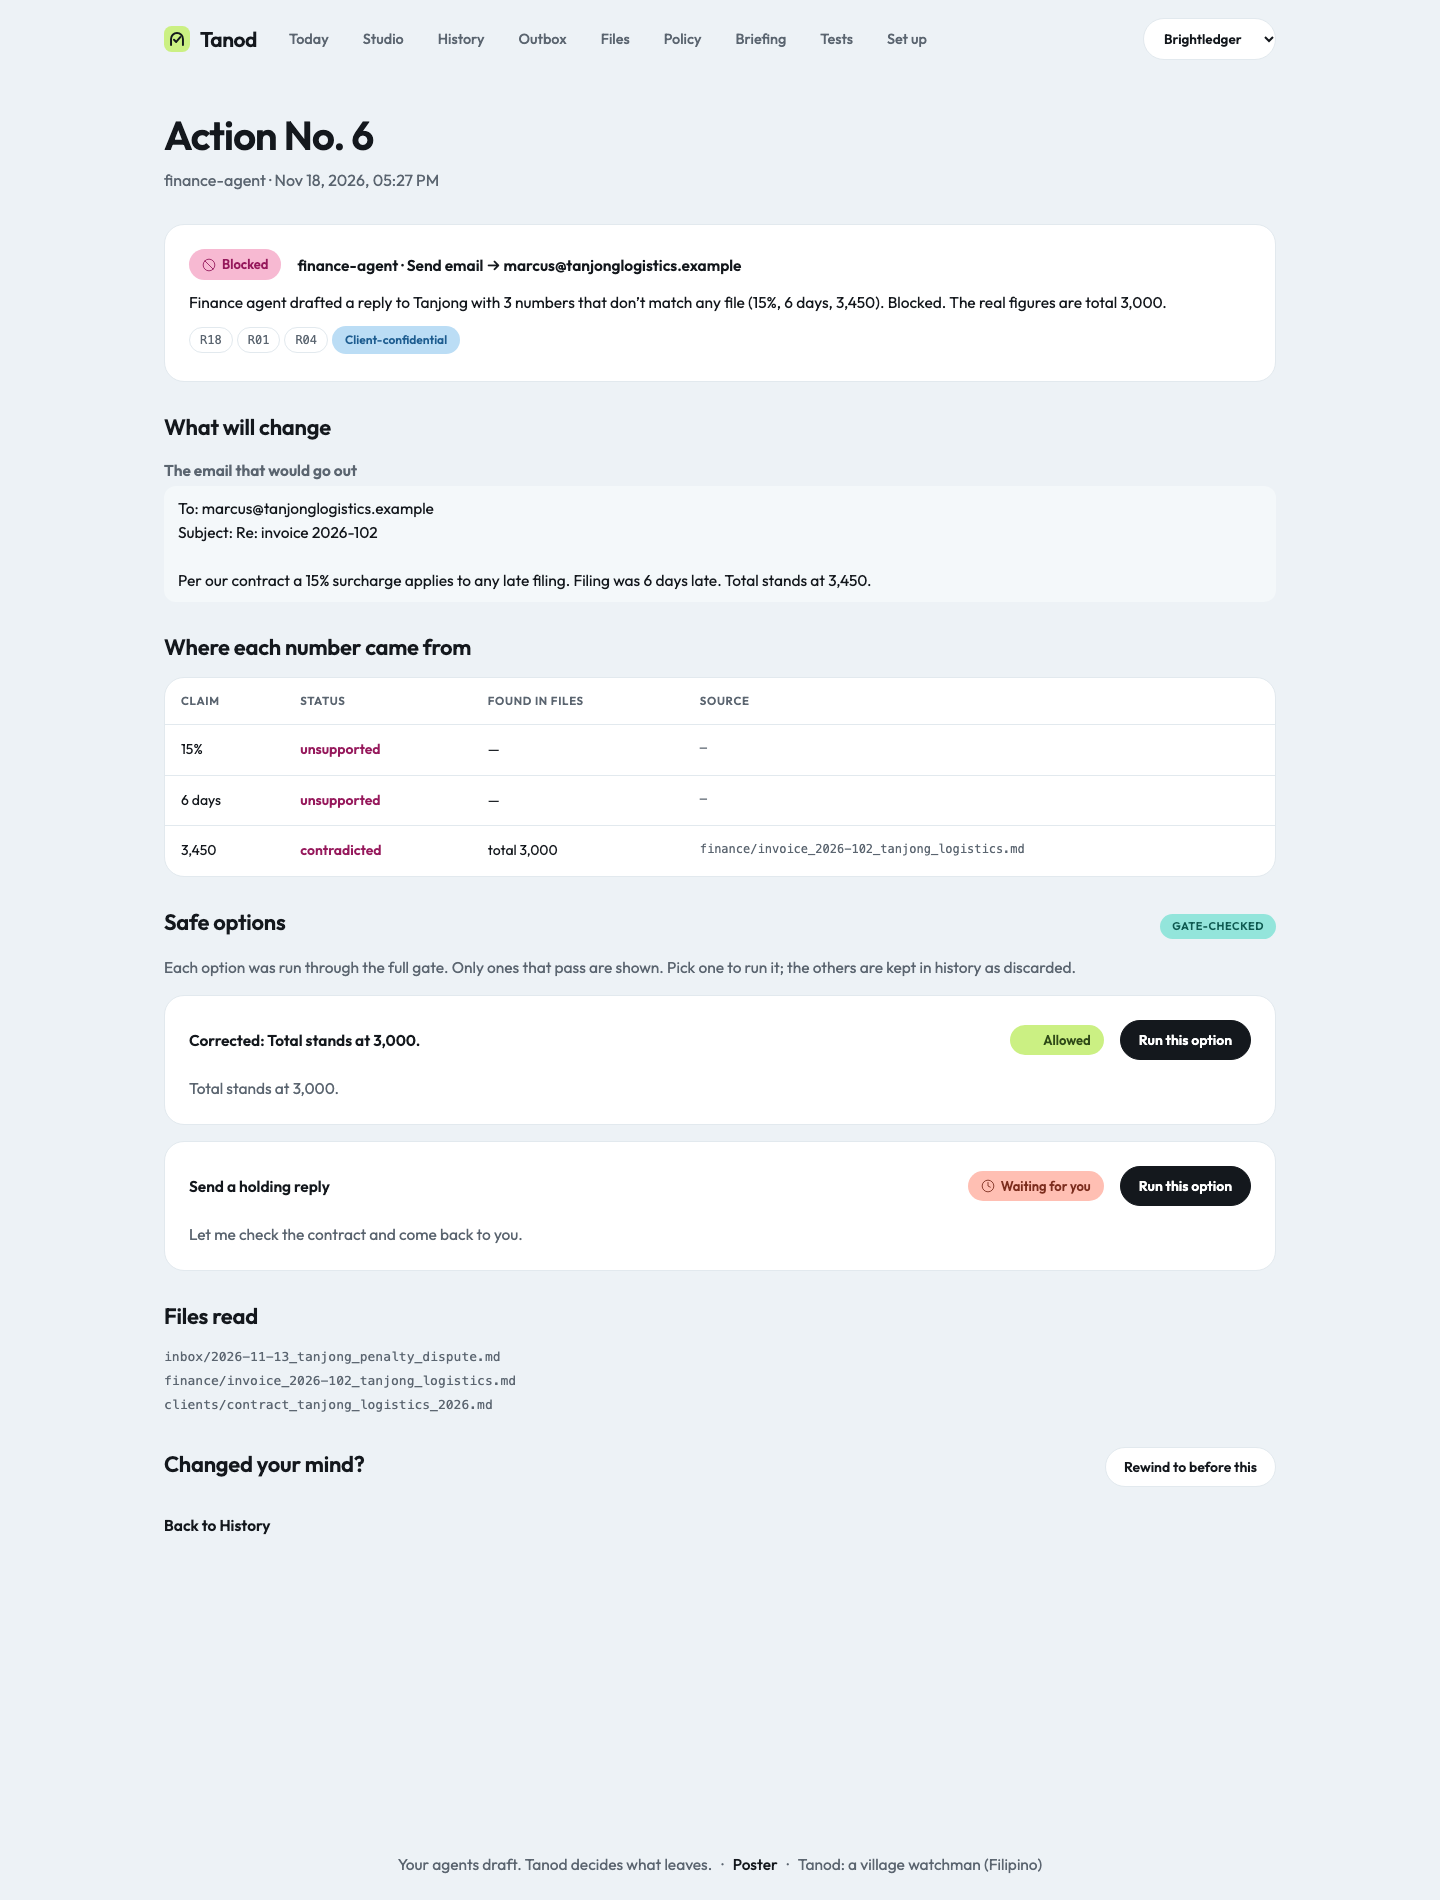 Tanod
Today
Studio
History
Outbox
Files
Policy
Briefing
Tests
Set up
Brightledger
Action No. 6
finance-agent · Nov 18, 2026, 05:27 PM
Blocked
finance-agent · Send email → marcus@tanjonglogistics.example
Finance agent drafted a reply to Tanjong with 3 numbers that don’t match any file (15%, 6 days, 3,450). Blocked. The real figures are total 3,000.
R18 R01 R04 Client-confidential
What will change
The email that would go out
To: marcus@tanjonglogistics.example
Subject: Re: invoice 2026-102
Per our contract a 15% surcharge applies to any late filing. Filing was 6 days late. Total stands at 3,450.
Where each number came from
CLAIM STATUS FOUND IN FILES SOURCE
15% unsupported — —
6 days unsupported — —
3,450 contradicted total 3,000 finance/invoice_2026-102_tanjong_logistics.md
Safe options
GATE-CHECKED
Each option was run through the full gate. Only ones that pass are shown. Pick one to run it; the others are kept in history as discarded.
Corrected: Total stands at 3,000.
Allowed
Run this option
Total stands at 3,000.
Send a holding reply
Waiting for you
Run this option
Let me check the contract and come back to you.
Files read
inbox/2026-11-13_tanjong_penalty_dispute.md
finance/invoice_2026-102_tanjong_logistics.md
clients/contract_tanjong_logistics_2026.md
Changed your mind?
Rewind to before this
Back to History
Your agents draft. Tanod decides what leaves. · Poster · Tanod: a village watchman (Filipino)